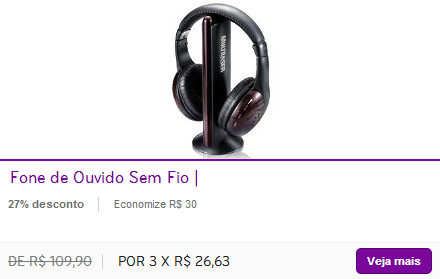 MULTILASER
Fone de Ouvido Sem Fio |
27% desconto | Economize R$ 30
DE R$ 109,90 | POR 3 X R$ 26,63 Veja mais